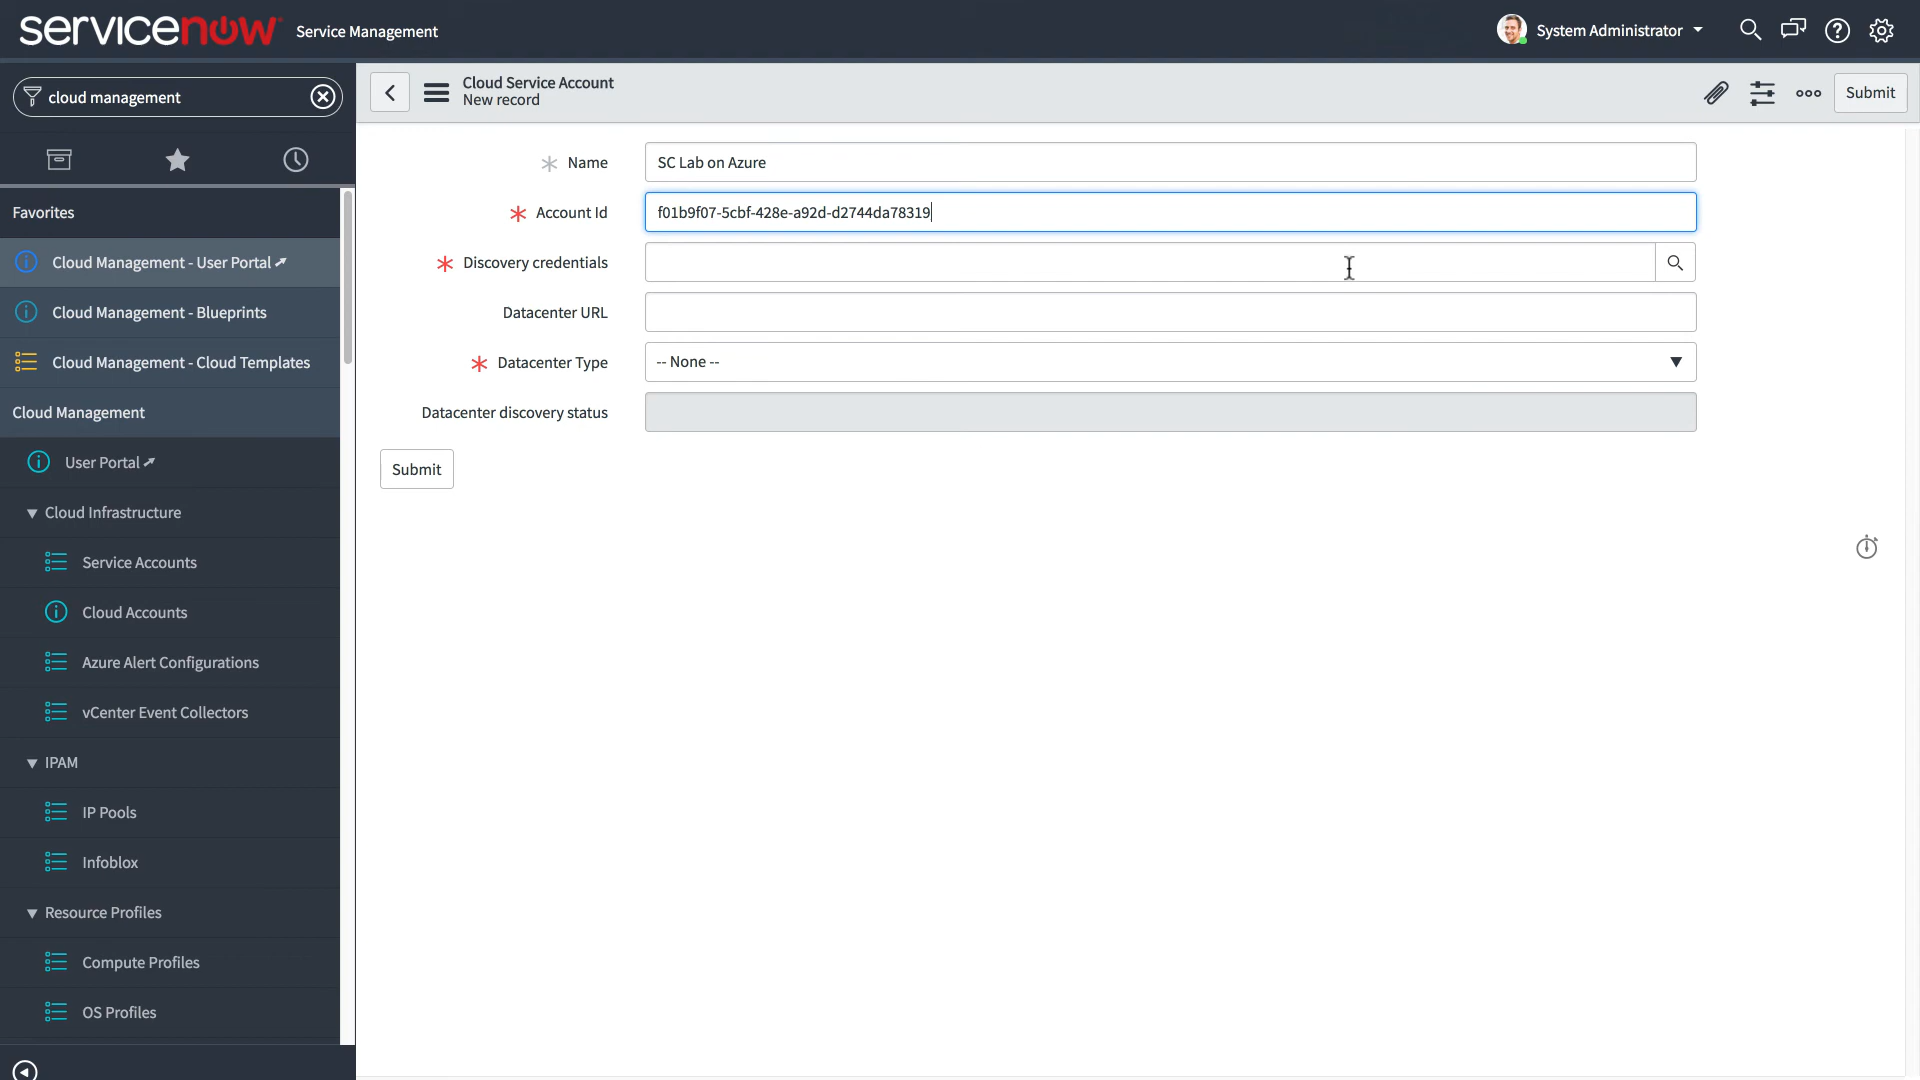 servicenow Service Management
System Administrator
cloud management
Cloud Service Account
New record
Submit
Favorites
Cloud Management - User Portal
Cloud Management - Blueprints
Cloud Management - Cloud Templates
Cloud Management
User Portal
Cloud Infrastructure
Service Accounts
Cloud Accounts
Azure Alert Configurations
vCenter Event Collectors
IPAM
IP Pools
Infoblox
Resource Profiles
Compute Profiles
OS Profiles
Name SC Lab on Azure
Account Id f01b9f07-5cbf-428e-a92d-d2744da78319
Discovery credentials
Datacenter URL
Datacenter Type -- None --
Datacenter discovery status
Submit